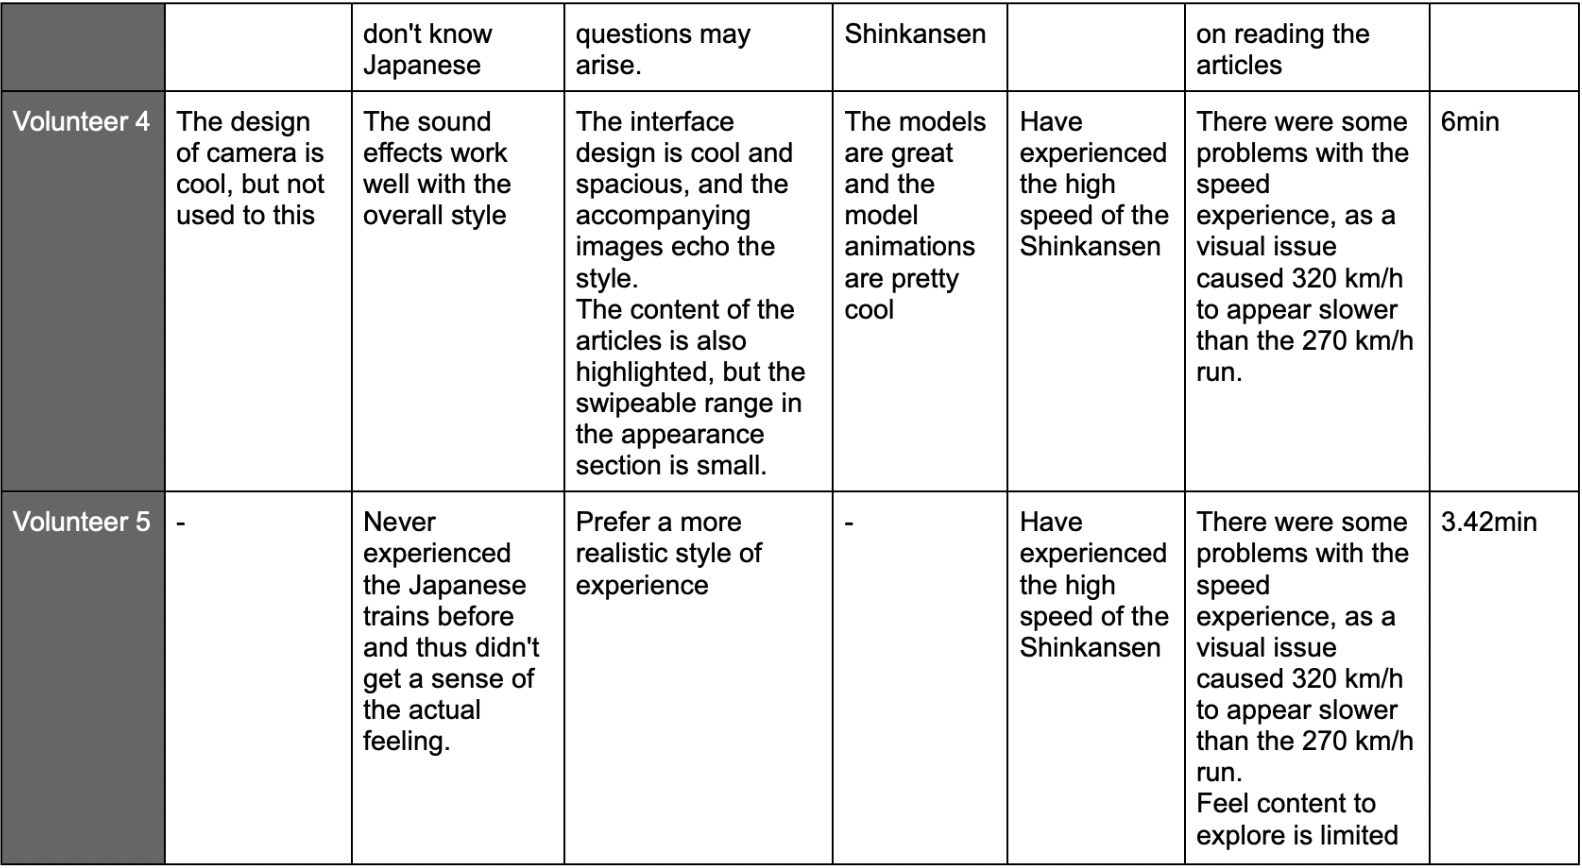 don't know
Japanese
questions may
arise.
Shinkansen
on reading the
articles
Volunteer 4
The design
of camera is
cool, but not
used to this
The sound
effects work
well with the
overall style
The interface
design is cool and
spacious, and the
accompanying
images echo the
style.
The content of the
articles is also
highlighted, but the
swipeable range in
the appearance
section is small.
The models
are great
and the
model
animations
are pretty
cool
Have
experienced
the high
speed of the
Shinkansen
There were some
problems with the
speed
experience, as a
visual issue
caused 320 km/h
to appear slower
than the 270 km/h
run.
6min
Volunteer 5
-
Never
experienced
the Japanese
trains before
and thus didn't
get a sense of
the actual
feeling.
Prefer a more
realistic style of
experience
-
Have
experienced
the high
speed of the
Shinkansen
There were some
problems with the
speed
experience, as a
visual issue
caused 320 km/h
to appear slower
than the 270 km/h
run.
Feel content to
explore is limited
3.42min